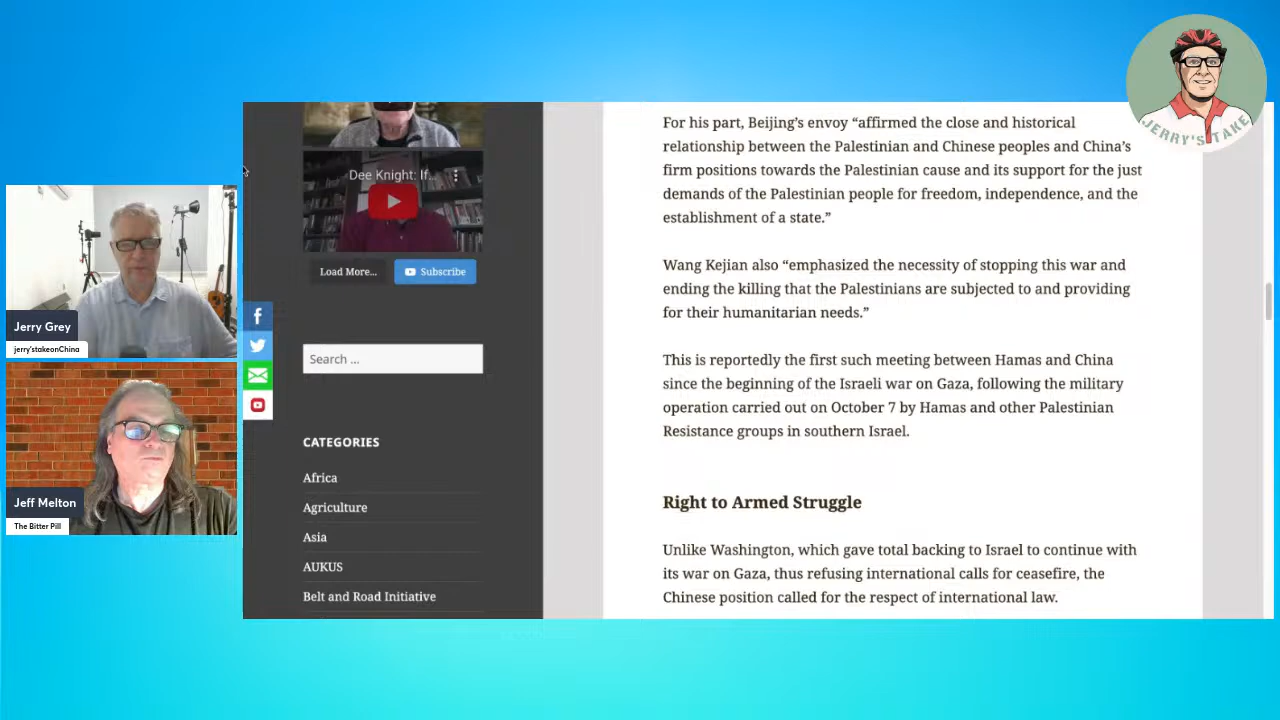 JERRY'S TAKE
Dee Knight: If...
Load More...
Subscribe
Search ...
CATEGORIES
Africa
Agriculture
Asia
AUKUS
Belt and Road Initiative
For his part, Beijing’s envoy “affirmed the close and historical
relationship between the Palestinian and Chinese peoples and China’s
firm positions towards the Palestinian cause and its support for the just
demands of the Palestinian people for freedom, independence, and the
establishment of a state.”
Wang Kejian also “emphasized the necessity of stopping this war and
ending the killing that the Palestinians are subjected to and providing
for their humanitarian needs.”
This is reportedly the first such meeting between Hamas and China
since the beginning of the Israeli war on Gaza, following the military
operation carried out on October 7 by Hamas and other Palestinian
Resistance groups in southern Israel.
Right to Armed Struggle
Unlike Washington, which gave total backing to Israel to continue with
its war on Gaza, thus refusing international calls for ceasefire, the
Chinese position called for the respect of international law.
Jerry Grey
jerry'stakeonChina
Jeff Melton
The Bitter Pill